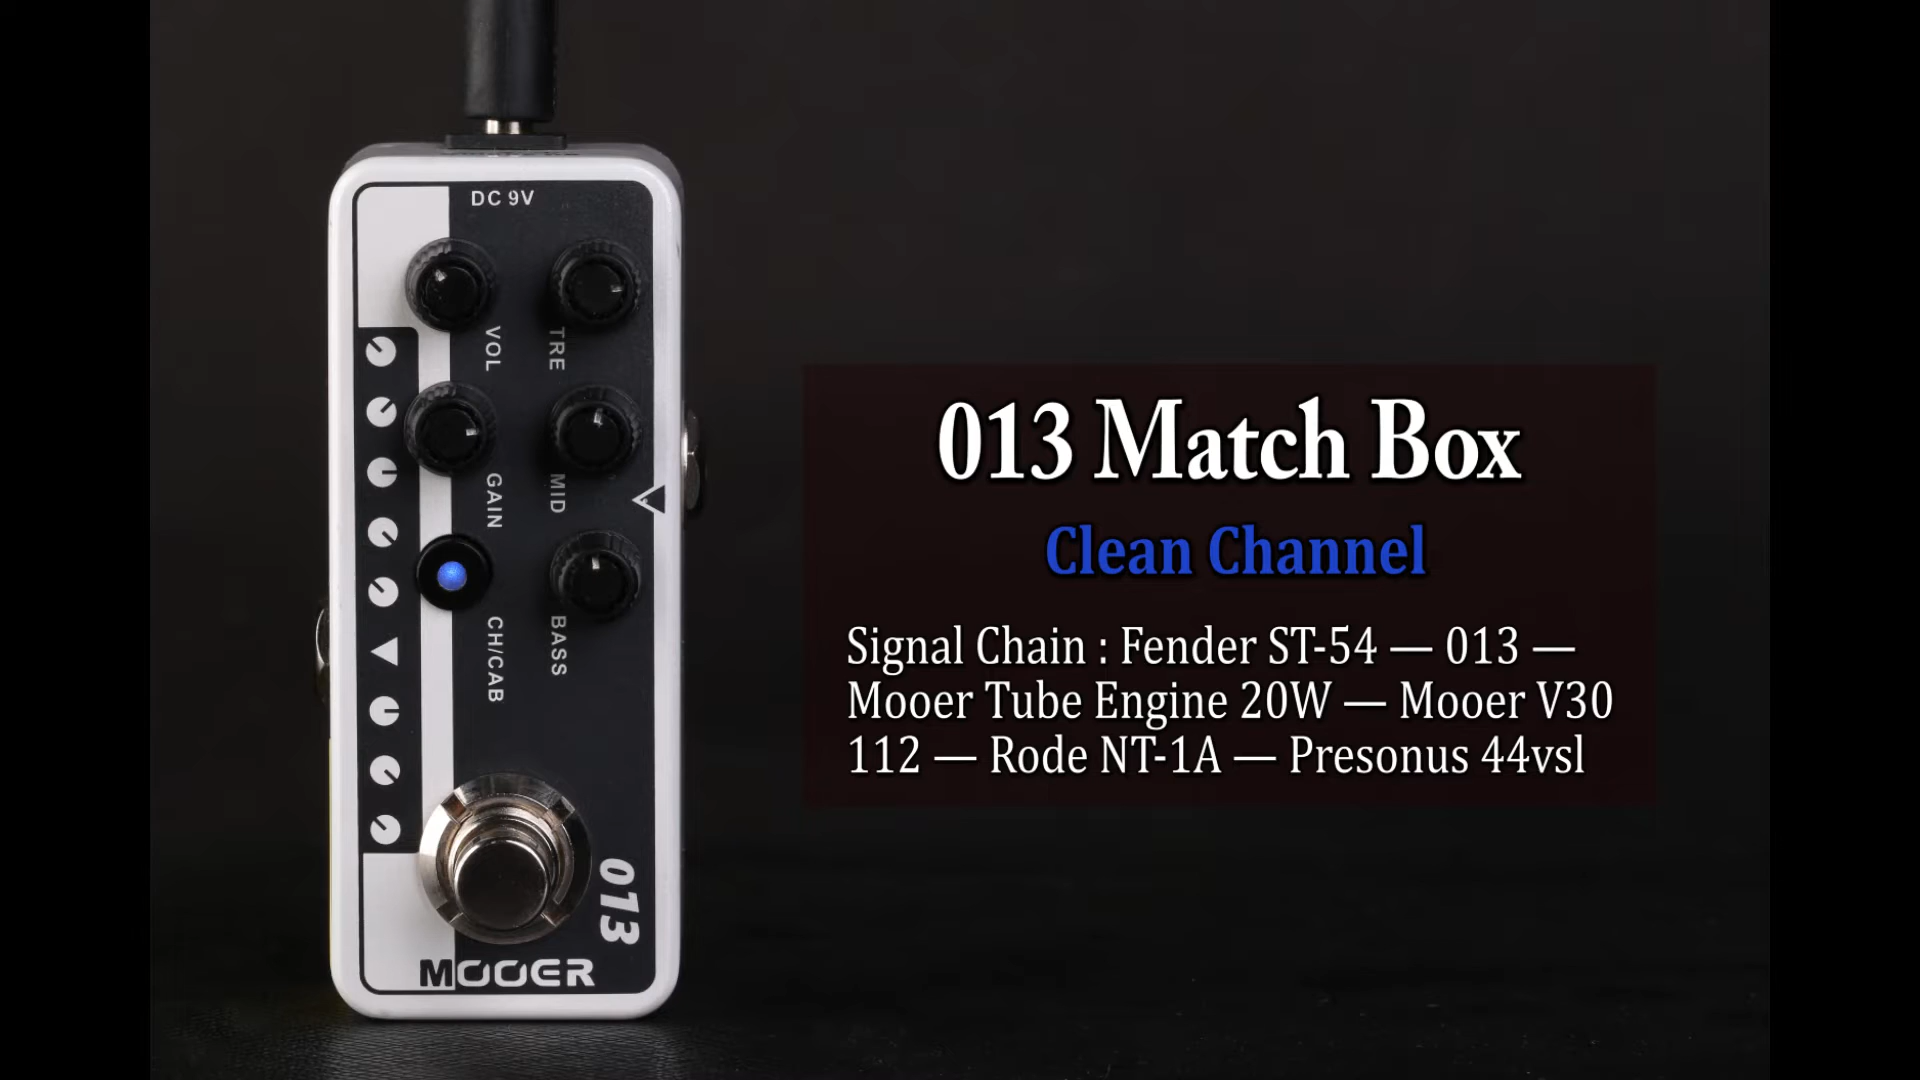 DC 9V
VOL
TRE
GAIN
MID
CH/CAB
BASS
013
MOOER
013 Match Box
Clean Channel
Signal Chain : Fender ST-54 — 013 —
Mooer Tube Engine 20W — Mooer V30
112 — Rode NT-1A — Presonus 44vsl